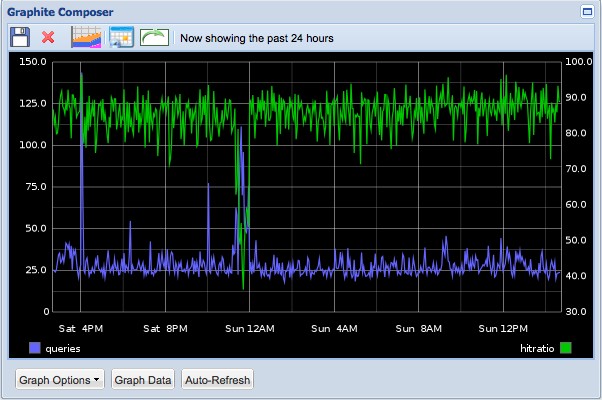 Graphite Composer
Now showing the past 24 hours
150.0 100.0
125.0 90.0
100.0 80.0
75.0 70.0
50.0 60.0
25.0 50.0
0 40.0
30.0
Sat 4PM Sat 8PM Sun 12AM Sun 4AM Sun 8AM Sun 12PM
queries hitratio
Graph Options Graph Data Auto-Refresh